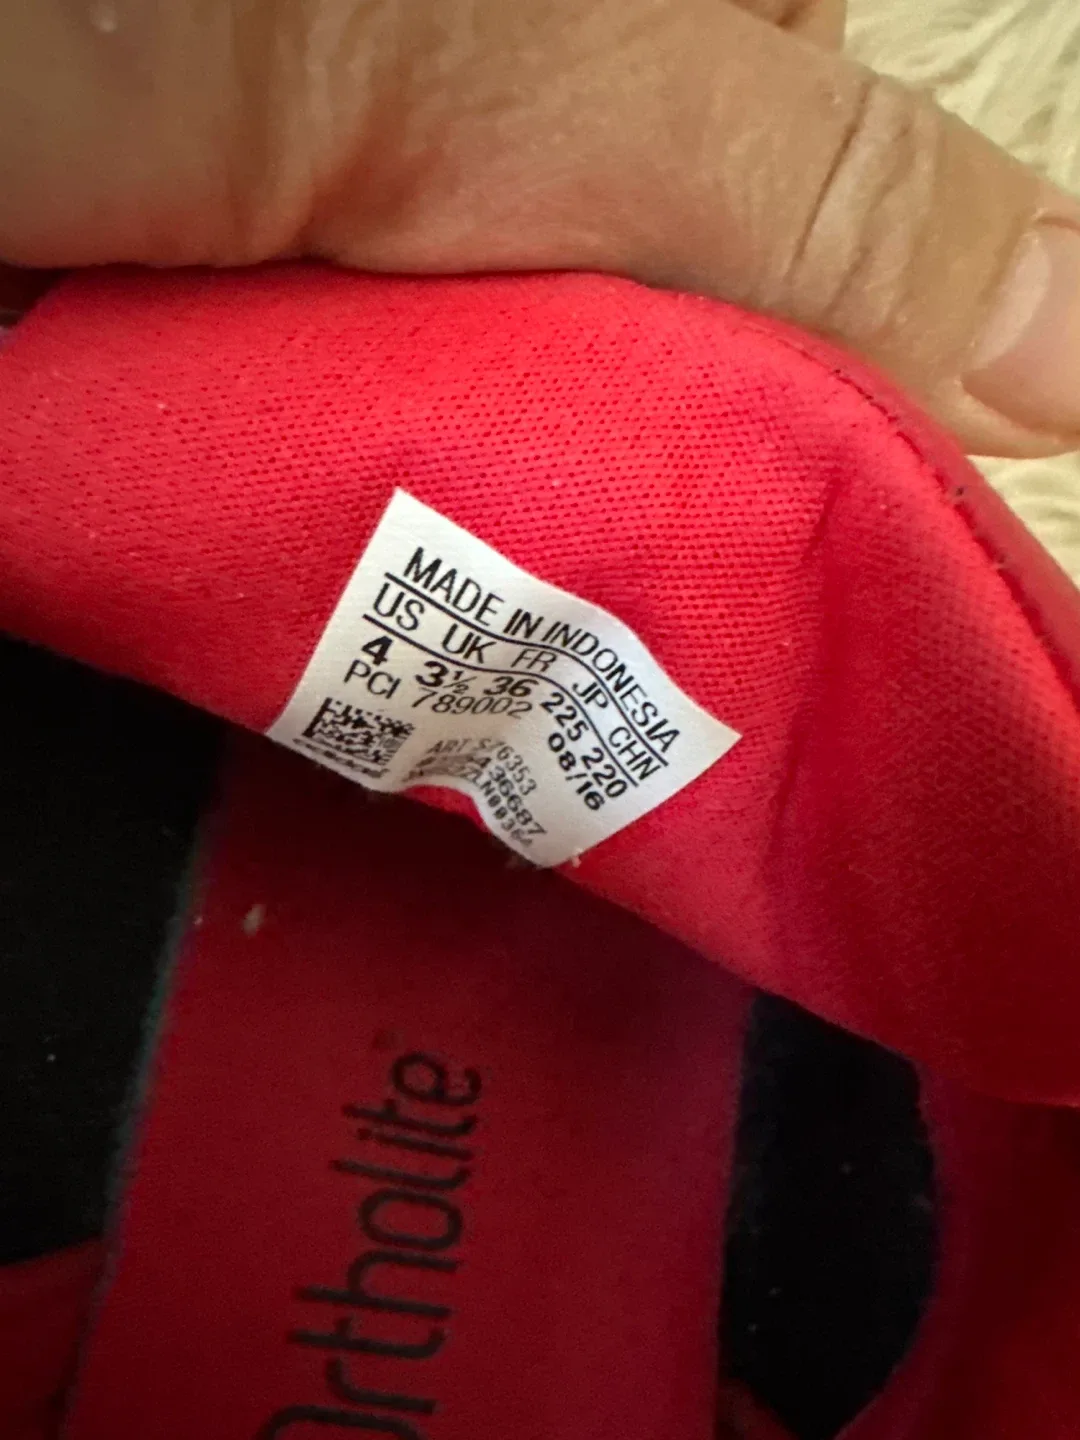 MADE IN INDONESIA
US UK FR JP CHN
4 3½ 36 225 220
PCI 789002 08/16
ART S76353
ortholite